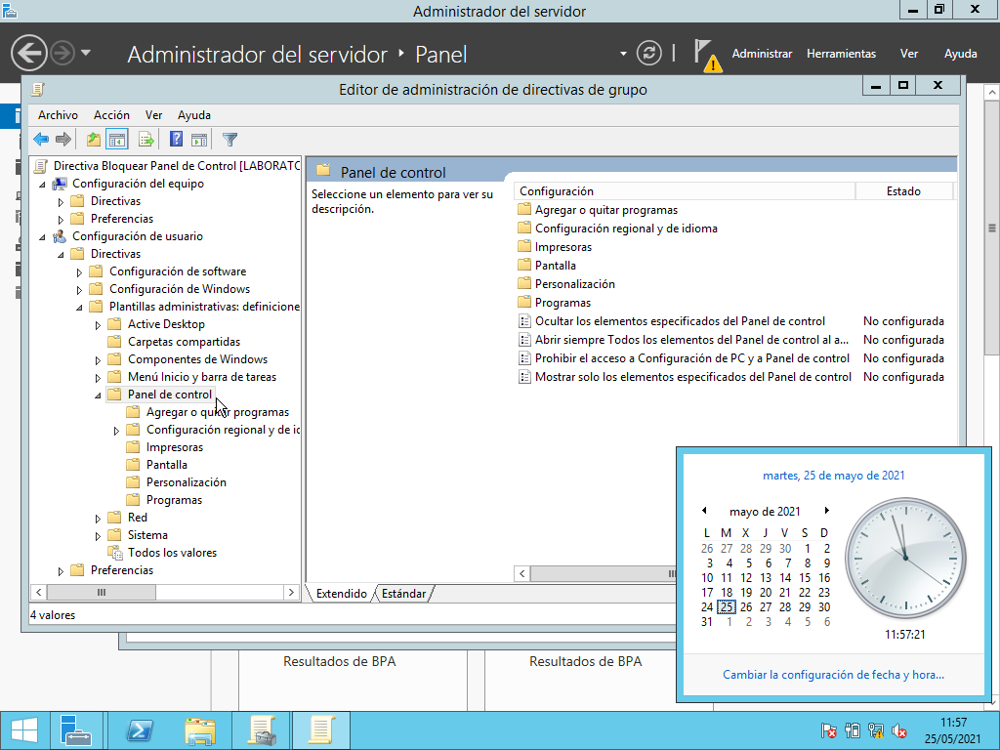 Administrador del servidor
Administrador del servidor ‣ Panel
Administrar Herramientas Ver Ayuda
Editor de administración de directivas de grupo
Archivo Acción Ver Ayuda
Directiva Bloquear Panel de Control [LABORATO
Configuración del equipo
Directivas
Preferencias
Configuración de usuario
Directivas
Configuración de software
Configuración de Windows
Plantillas administrativas: definicione
Active Desktop
Carpetas compartidas
Componentes de Windows
Menú Inicio y barra de tareas
Panel de control
Agregar o quitar programas
Configuración regional y de ic
Impresoras
Pantalla
Personalización
Programas
Red
Sistema
Todos los valores
Preferencias
Panel de control
Seleccione un elemento para ver su
descripción.
Configuración Estado
Agregar o quitar programas
Configuración regional y de idioma
Impresoras
Pantalla
Personalización
Programas
Ocultar los elementos especificados del Panel de control No configurada
Abrir siempre Todos los elementos del Panel de control al a... No configurada
Prohibir el acceso a Configuración de PC y a Panel de control No configurada
Mostrar solo los elementos especificados del Panel de control No configurada
Extendido Estándar
4 valores
martes, 25 de mayo de 2021
mayo de 2021
L M X J V S D
26 27 28 29 30 1 2
3 4 5 6 7 8 9
10 11 12 13 14 15 16
17 18 19 20 21 22 23
24 25 26 27 28 29 30
31 1 2 3 4 5 6
11:57:21
Cambiar la configuración de fecha y hora...
Resultados de BPA
Resultados de BPA
11:57
25/05/2021